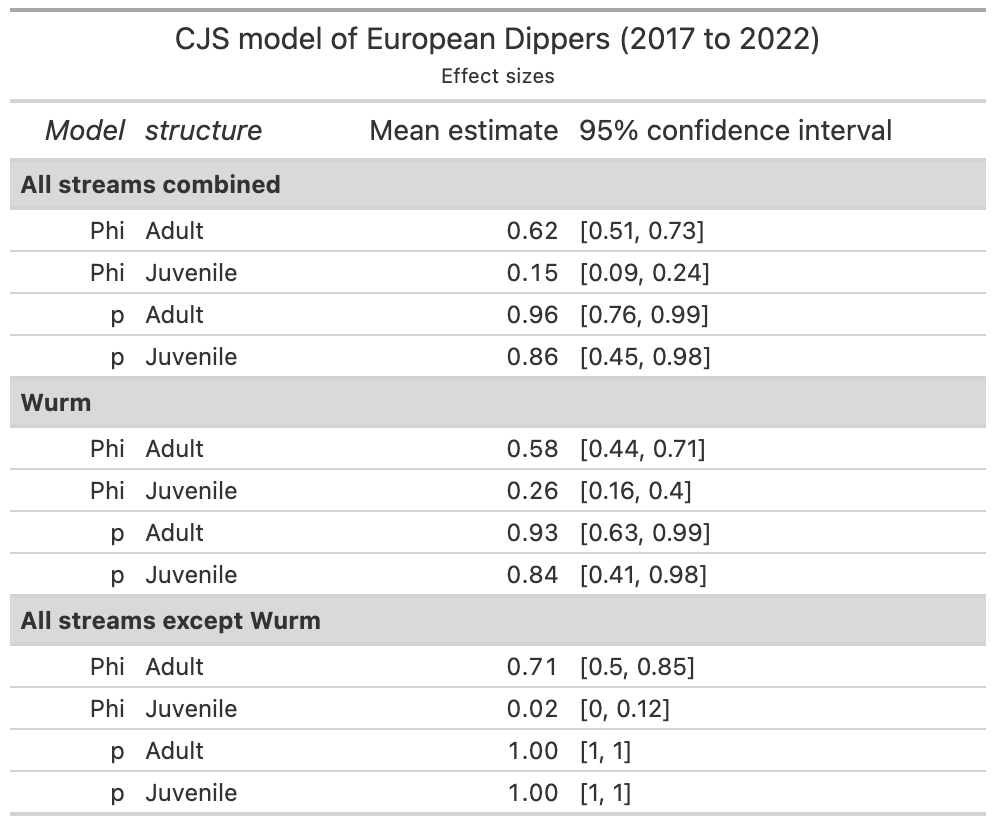 CJS model of European Dippers (2017 to 2022)
Effect sizes
Model structure Mean estimate 95% confidence interval
All streams combined
Phi Adult 0.62 [0.51, 0.73]
Phi Juvenile 0.15 [0.09, 0.24]
p Adult 0.96 [0.76, 0.99]
p Juvenile 0.86 [0.45, 0.98]
Wurm
Phi Adult 0.58 [0.44, 0.71]
Phi Juvenile 0.26 [0.16, 0.4]
p Adult 0.93 [0.63, 0.99]
p Juvenile 0.84 [0.41, 0.98]
All streams except Wurm
Phi Adult 0.71 [0.5, 0.85]
Phi Juvenile 0.02 [0, 0.12]
p Adult 1.00 [1, 1]
p Juvenile 1.00 [1, 1]